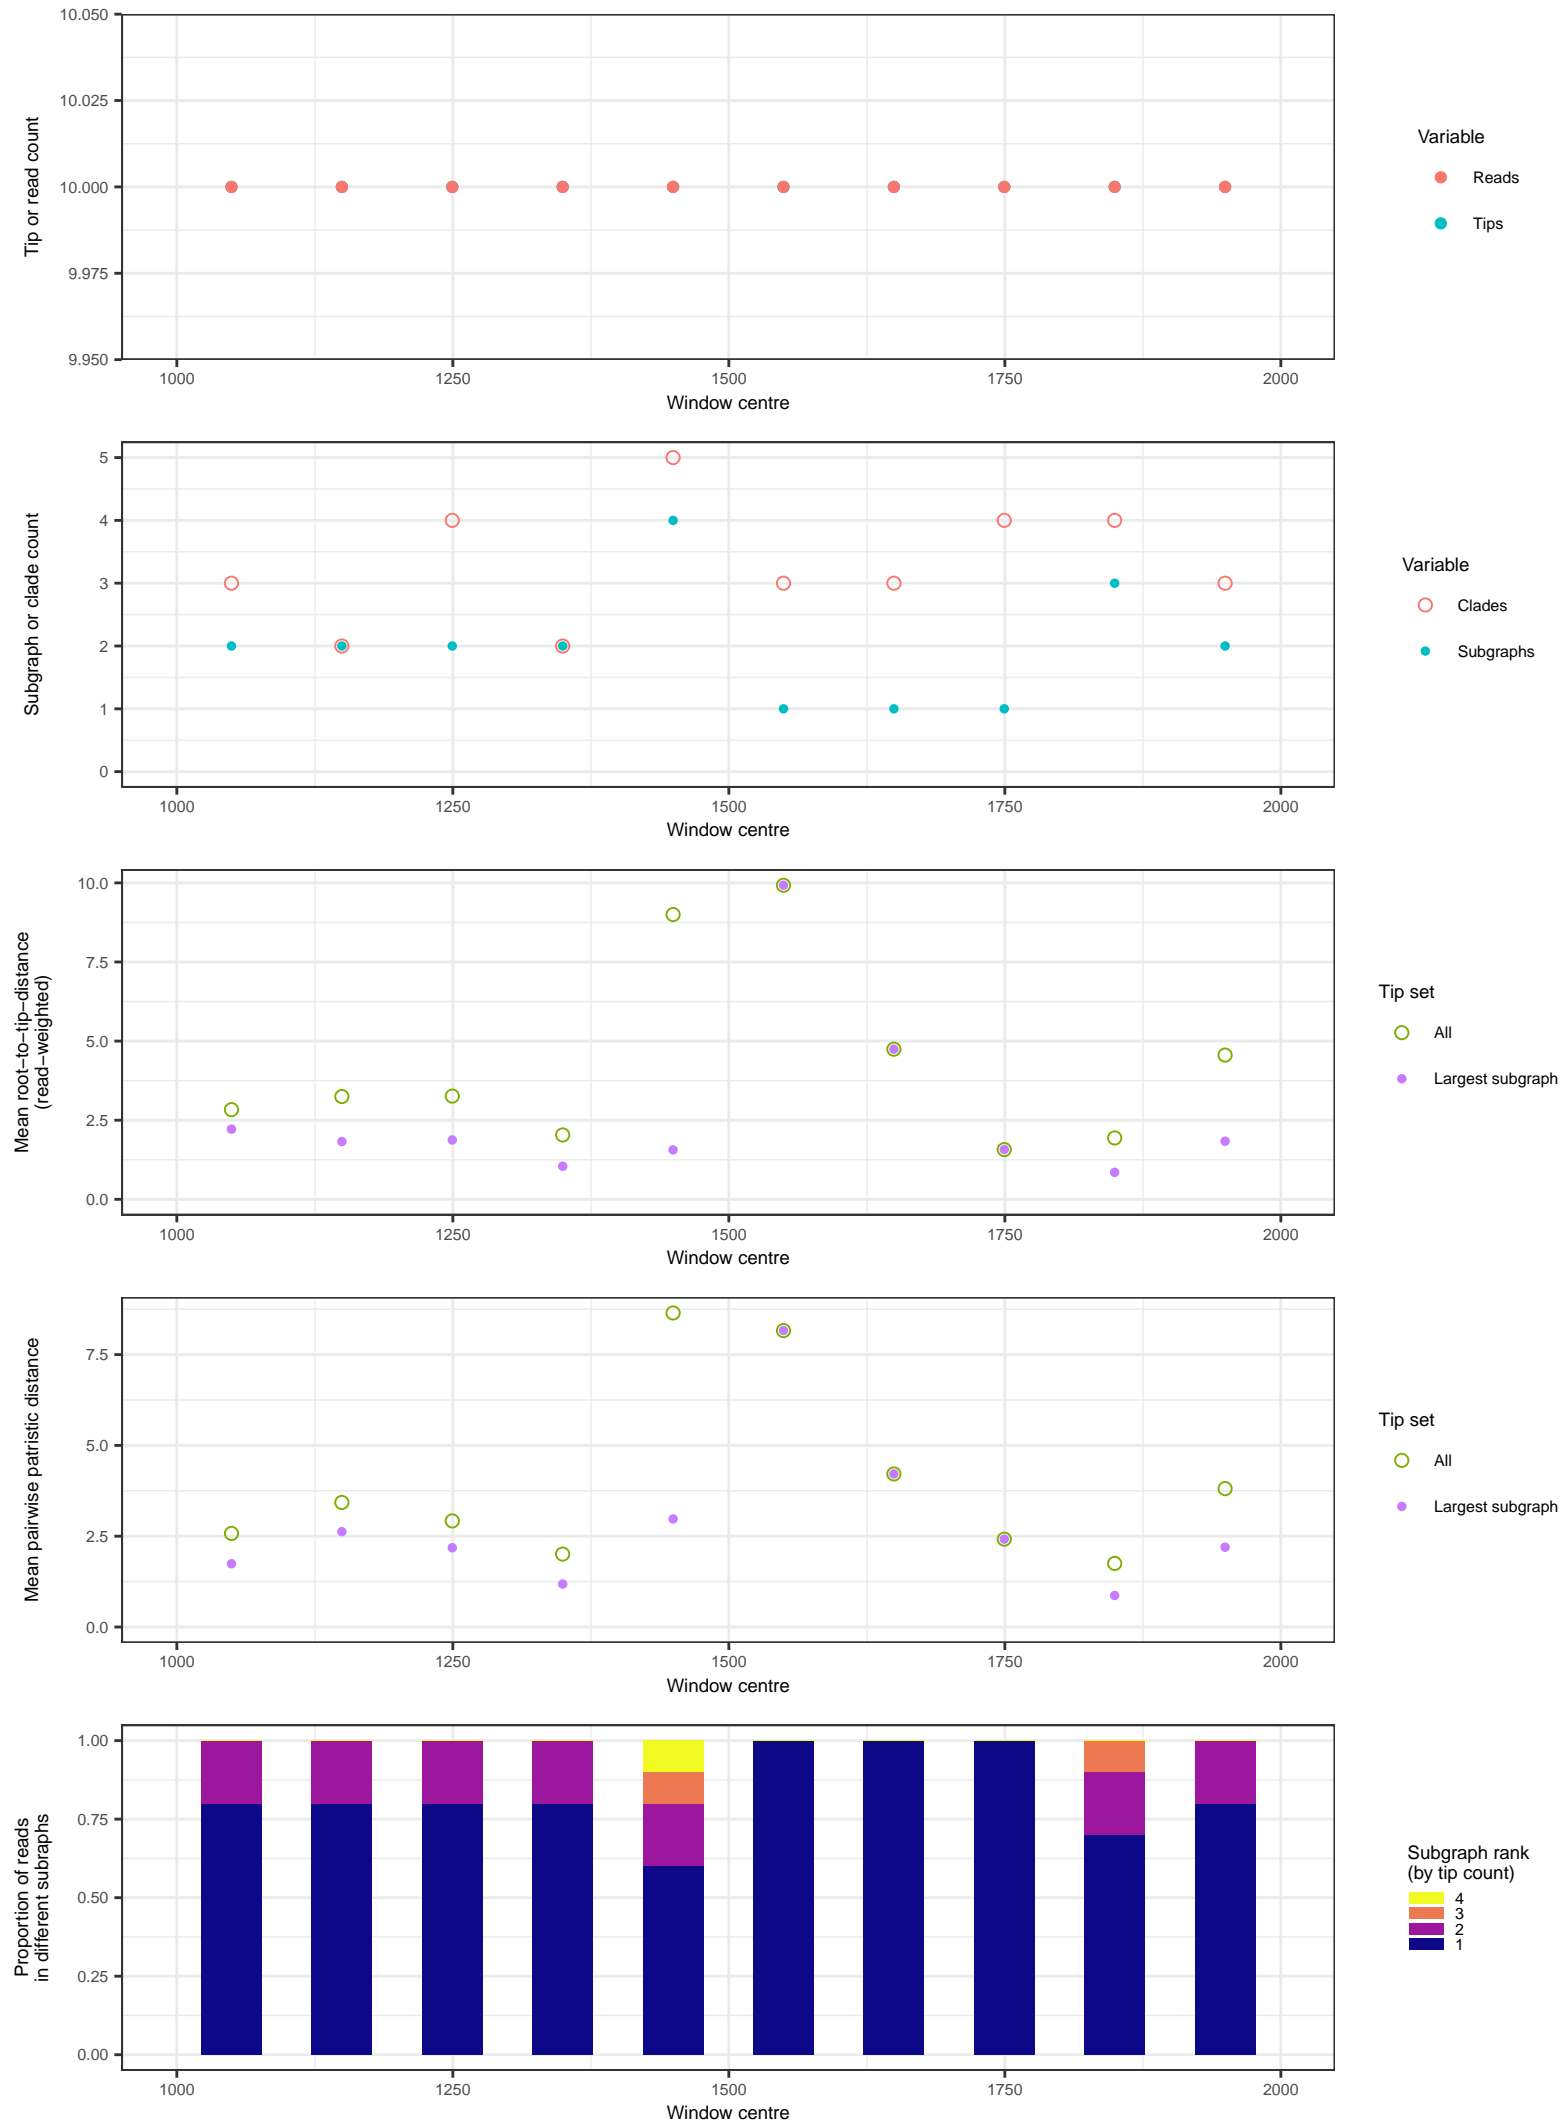 10.050
10.025
10.000
9.975
9.950
Tip or read count
1000 1250 1500 1750 2000
Window centre
Variable
Reads
Tips
5
4
3
2
1
0
Subgraph or clade count
1000 1250 1500 1750 2000
Window centre
Variable
Clades
Subgraphs
10.0
7.5
5.0
2.5
0.0
Mean root−to−tip−distance
(read−weighted)
1000 1250 1500 1750 2000
Window centre
Tip set
All
Largest subgraph
7.5
5.0
2.5
0.0
Mean pairwise patristic distance
1000 1250 1500 1750 2000
Window centre
Tip set
All
Largest subgraph
1.00
0.75
0.50
0.25
0.00
Proportion of reads
in different subraphs
1000 1250 1500 1750 2000
Window centre
Subgraph rank
(by tip count)
4
3
2
1